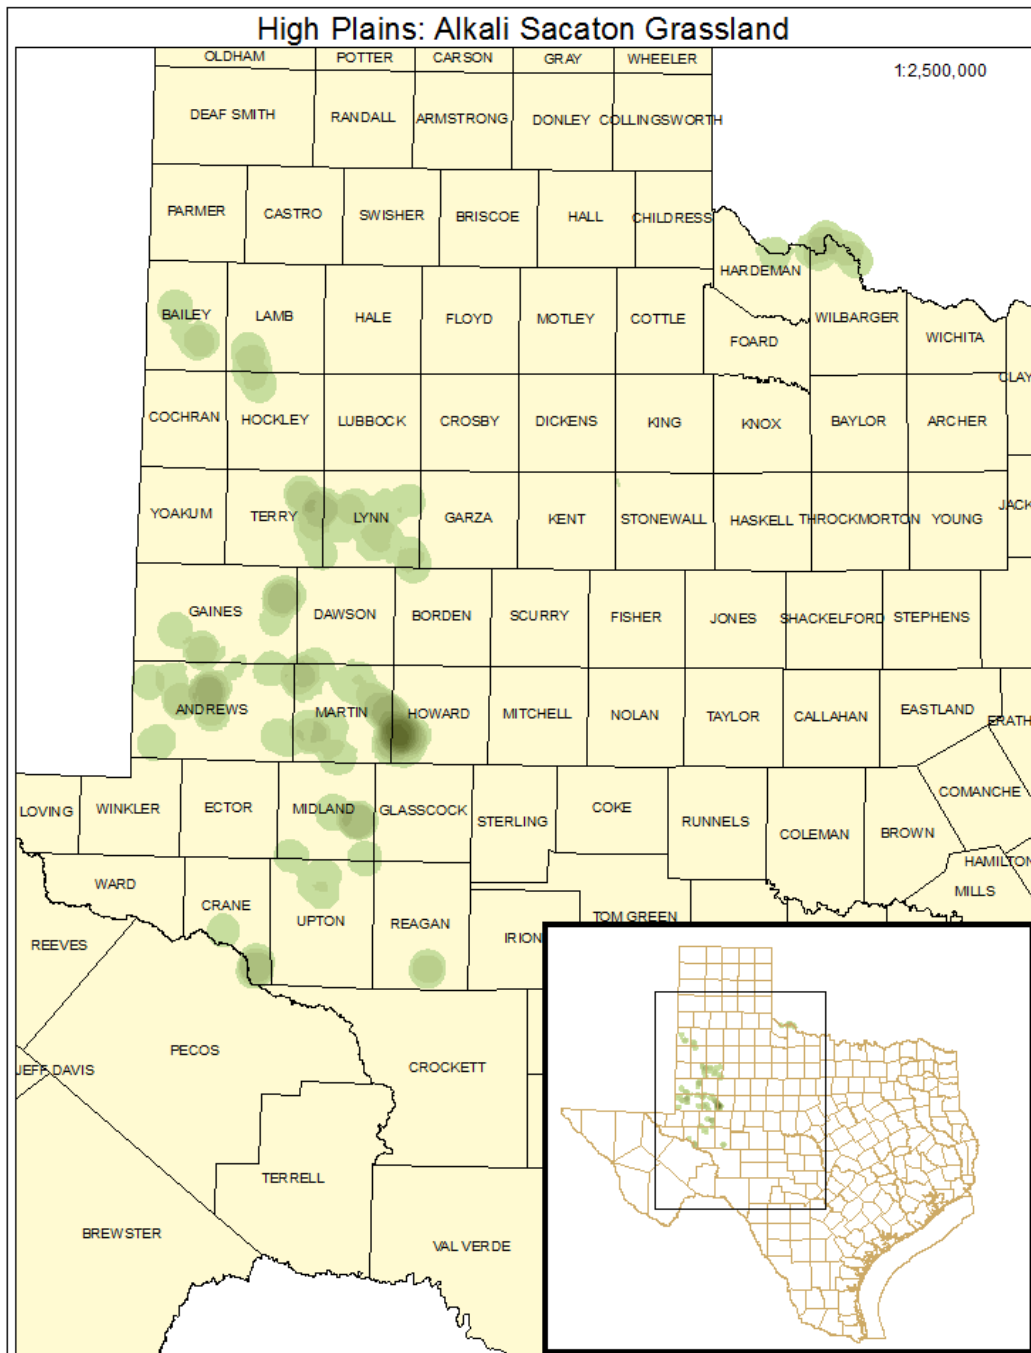 High Plains: Alkali Sacaton Grassland
1:2,500,000
OLDHAM POTTER CARSON GRAY WHEELER
DEAF SMITH RANDALL ARMSTRONG DONLEY COLLINGSWORTH
PARMER CASTRO SWISHER BRISCOE HALL CHILDRESS
HARDEMAN
BAILEY LAMB HALE FLOYD MOTLEY COTTLE WILBARGER
FOARD WICHITA
CLAY
COCHRAN HOCKLEY LUBBOCK CROSBY DICKENS KING KNOX BAYLOR ARCHER
JACK
YOAKUM TERRY LYNN GARZA KENT STONEWALL HASKELL THROCKMORTON YOUNG
GAINES DAWSON BORDEN SCURRY FISHER JONES SHACKELFORD STEPHENS
ANDREWS MARTIN HOWARD MITCHELL NOLAN TAYLOR CALLAHAN EASTLAND
ERATH
COMANCHE
LOVING WINKLER ECTOR MIDLAND GLASSCOCK STERLING COKE RUNNELS COLEMAN BROWN
HAMILTON
WARD MILLS
CRANE UPTON REAGAN TOM GREEN
REEVES IRION
PECOS
JEFF DAVIS CROCKETT
TERRELL
BREWSTER VAL VERDE